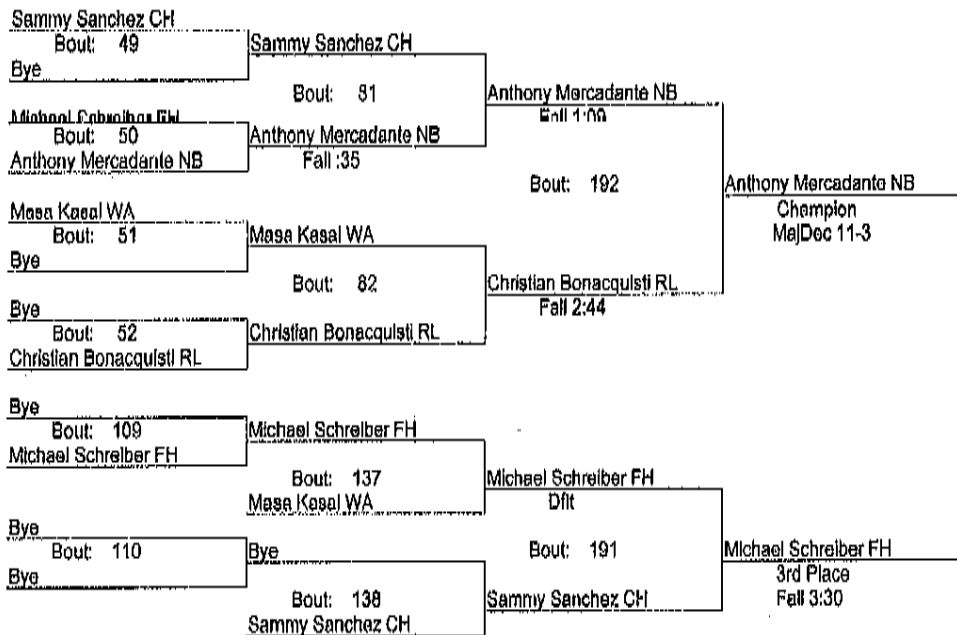 Sammy Sanchez CH
Bout: 49
Bye
Sammy Sanchez CH
Bout: 81
Michael Schreiber FH
Bout: 50
Anthony Mercadante NB
Anthony Mercadante NB
Fall :35
Anthony Mercadante NB
Fall 1:09
Masa Kasal WA
Bout: 51
Bye
Masa Kasal WA
Bout: 82
Bye
Bout: 52
Christian Bonacquisti RL
Christian Bonacquisti RL
Christian Bonacquisti RL
Fall 2:44
Bout: 192
Anthony Mercadante NB
Champion
MajDec 11-3
Bye
Bout: 109
Michael Schreiber FH
Michael Schreiber FH
Bout: 137
Masa Kasal WA
Michael Schreiber FH
Dflt
Bye
Bout: 110
Bye
Bye
Bout: 138
Sammy Sanchez CH
Sammy Sanchez CH
Bout: 191
Michael Schreiber FH
3rd Place
Fall 3:30